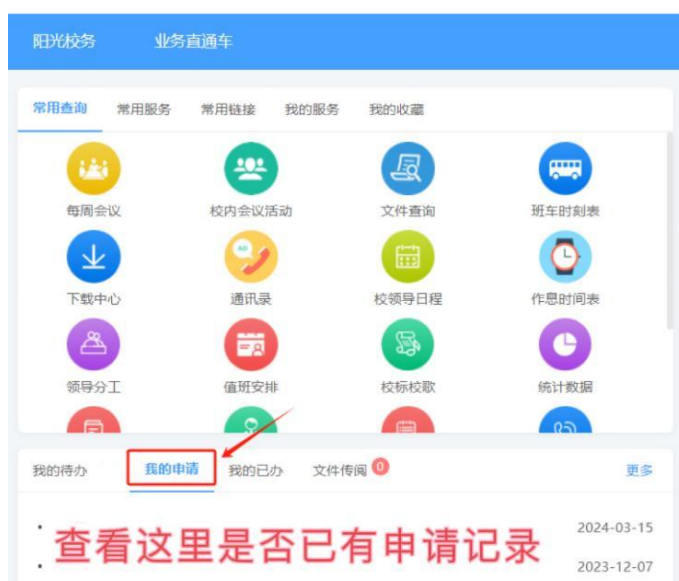 阳光校务 业务直通车
常用查询 常用服务 常用链接 我的服务 我的收藏
每周会议 校内会议活动 文件查询 班车时刻表
AD
下载中心 通讯录 校领导日程 作息时间表
领导分工 值班安排 校标校歌 统计数据
我的待办 我的申请 我的已办 文件传阅 0 更多
2024-03-15
查看这里是否已有申请记录
2023-12-07